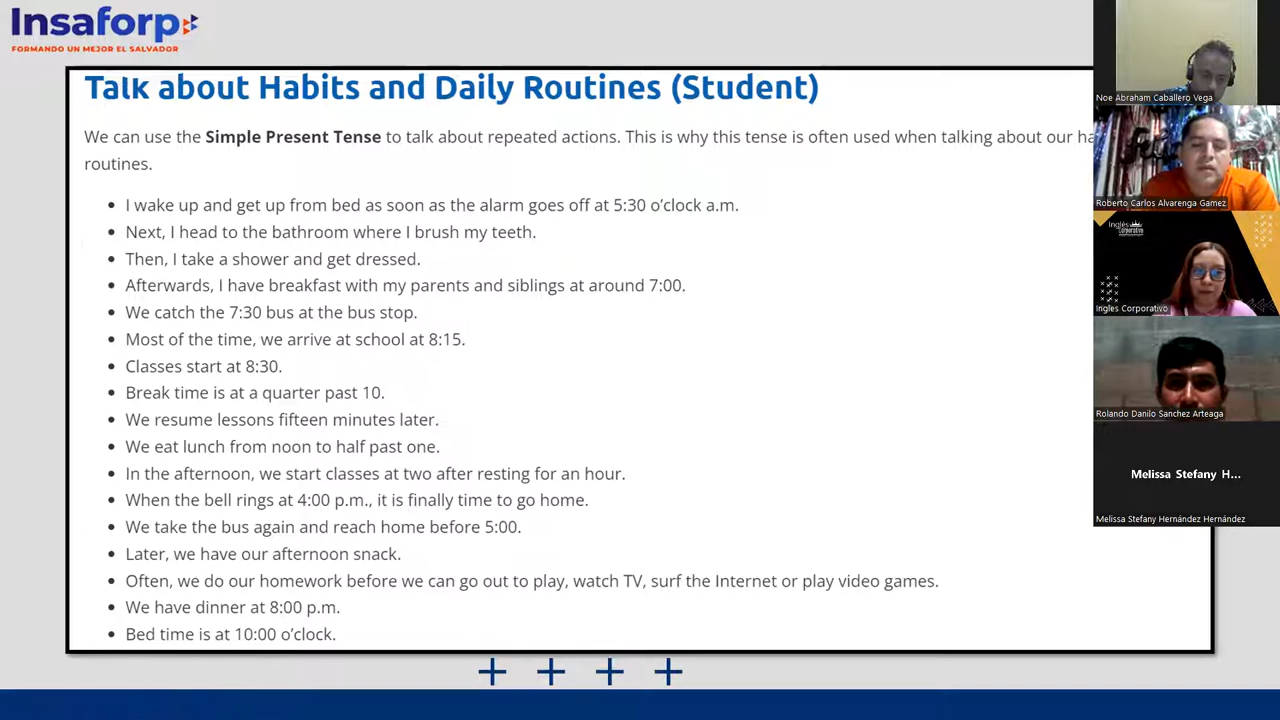 Insaforp
FORMANDO UN MEJOR EL SALVADOR
Talk about Habits and Daily Routines (Student)
We can use the Simple Present Tense to talk about repeated actions. This is why this tense is often used when talking about our
routines.
• I wake up and get up from bed as soon as the alarm goes off at 5:30 o’clock a.m.
• Next, I head to the bathroom where I brush my teeth.
• Then, I take a shower and get dressed.
• Afterwards, I have breakfast with my parents and siblings at around 7:00.
• We catch the 7:30 bus at the bus stop.
• Most of the time, we arrive at school at 8:15.
• Classes start at 8:30.
• Break time is at a quarter past 10.
• We resume lessons fifteen minutes later.
• We eat lunch from noon to half past one.
• In the afternoon, we start classes at two after resting for an hour.
• When the bell rings at 4:00 p.m., it is finally time to go home.
• We take the bus again and reach home before 5:00.
• Later, we have our afternoon snack.
• Often, we do our homework before we can go out to play, watch TV, surf the Internet or play video games.
• We have dinner at 8:00 p.m.
• Bed time is at 10:00 o’clock.
Noe Abraham Caballero Vega
Roberto Carlos Alvarenga Gamez
Inglés
Corporativo
Ingles Corporativo
Rolando Danilo Sanchez Arteaga
Melissa Stefany H...
Melissa Stefany Hernández Hernández